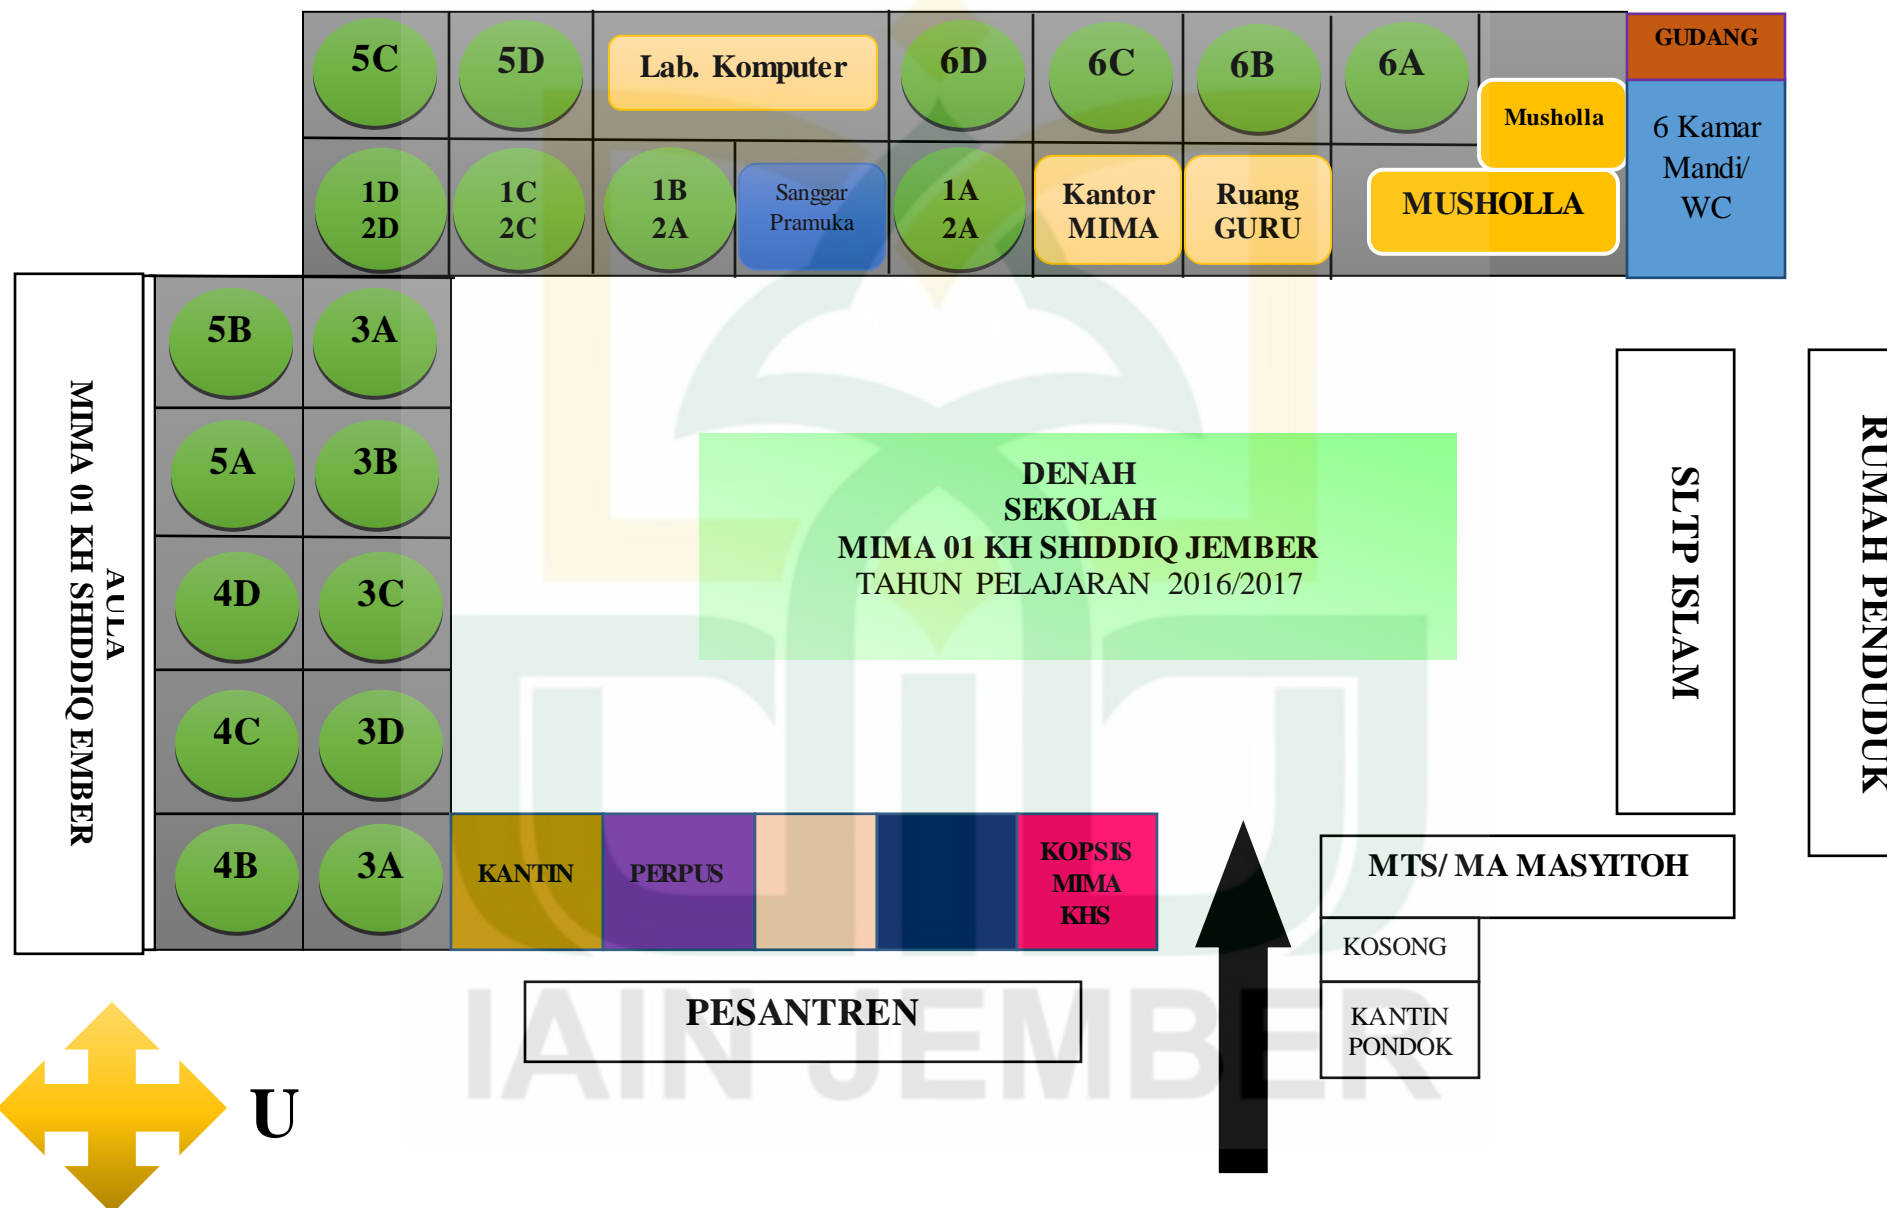 5C
5D
Lab. Komputer
6D
6C
6B
6A
GUDANG
Musholla
6 Kamar
Mandi/
WC
1D
2D
1C
2C
1B
2A
Sanggar
Pramuka
1A
2A
Kantor
MIMA
Ruang
GURU
MUSHOLLA
AULA
MIMA 01 KH SHIDDIQ EMBER
5B
3A
5A
3B
4D
3C
4C
3D
4B
3A
DENAH
SEKOLAH
MIMA 01 KH SHIDDIQ JEMBER
TAHUN PELAJARAN 2016/2017
SLTP ISLAM
RUMAH PENDUDUK
KANTIN
PERPUS
KOPSIS
MIMA
KHS
MTS/ MA MASYITOH
KOSONG
KANTIN
PONDOK
PESANTREN
IAIN JEMBER
U